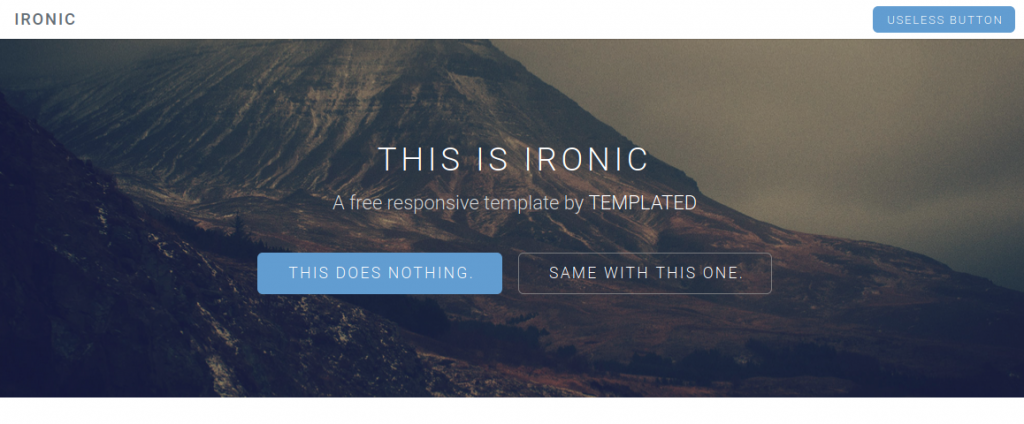 IRONIC
USELESS BUTTON
THIS IS IRONIC
A free responsive template by TEMPLATED
THIS DOES NOTHING.
SAME WITH THIS ONE.